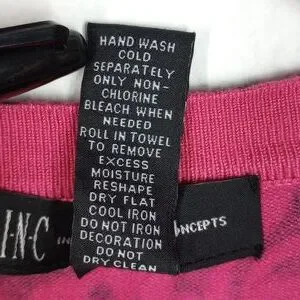 HAND WASH
COLD
SEPARATELY
ONLY NON-
CHLORINE
BLEACH WHEN
NEEDED
ROLL IN TOWEL
TO REMOVE
EXCESS
MOISTURE
RESHAPE
DRY FLAT
COOL IRON
DO NOT IRON
DECORATION
DO NOT
DRY CLEAN
I·N·C
NCEPTS